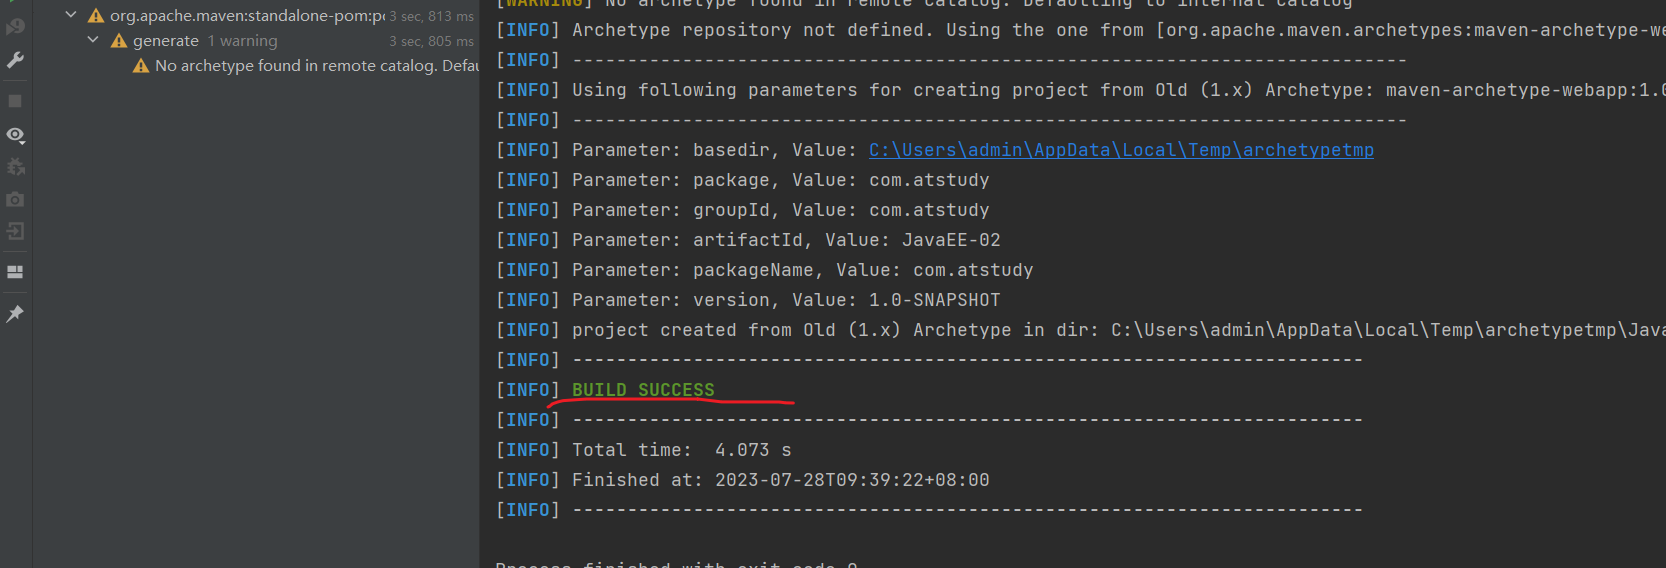 org.apache.maven:standalone-pom:p 3 sec, 813 ms
generate 1 warning 3 sec, 805 ms
No archetype found in remote catalog. Defau
[WARNING] No archetype found in remote catalog. Defaulting to internal catalog
[INFO] Archetype repository not defined. Using the one from [org.apache.maven.archetypes:maven-archetype-we
[INFO] ----------------------------------------------------------------------------
[INFO] Using following parameters for creating project from Old (1.x) Archetype: maven-archetype-webapp:1.0
[INFO] ----------------------------------------------------------------------------
[INFO] Parameter: basedir, Value: C:\Users\admin\AppData\Local\Temp\archetypetmp
[INFO] Parameter: package, Value: com.atstudy
[INFO] Parameter: groupId, Value: com.atstudy
[INFO] Parameter: artifactId, Value: JavaEE-02
[INFO] Parameter: packageName, Value: com.atstudy
[INFO] Parameter: version, Value: 1.0-SNAPSHOT
[INFO] project created from Old (1.x) Archetype in dir: C:\Users\admin\AppData\Local\Temp\archetypetmp\Java
[INFO] ------------------------------------------------------------------------
[INFO] BUILD SUCCESS
[INFO] ------------------------------------------------------------------------
[INFO] Total time:  4.073 s
[INFO] Finished at: 2023-07-28T09:39:22+08:00
[INFO] ------------------------------------------------------------------------
Process finished with exit code 0